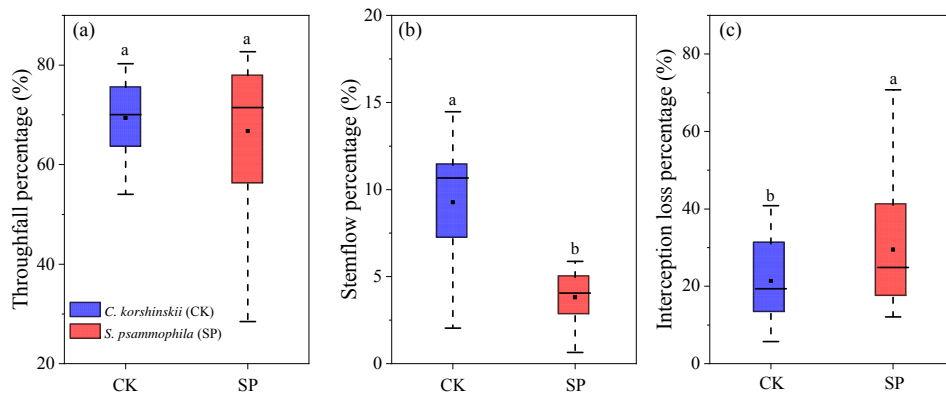 (a)
a
a
Throughfall percentage (%)
80
60
40
20
C. korshinskii (CK)
S. psammophila (SP)
CK
SP
(b)
a
b
Stemflow percentage (%)
20
15
10
5
0
CK
SP
(c)
a
b
Interception loss percentage (%)
80
60
40
20
0
CK
SP